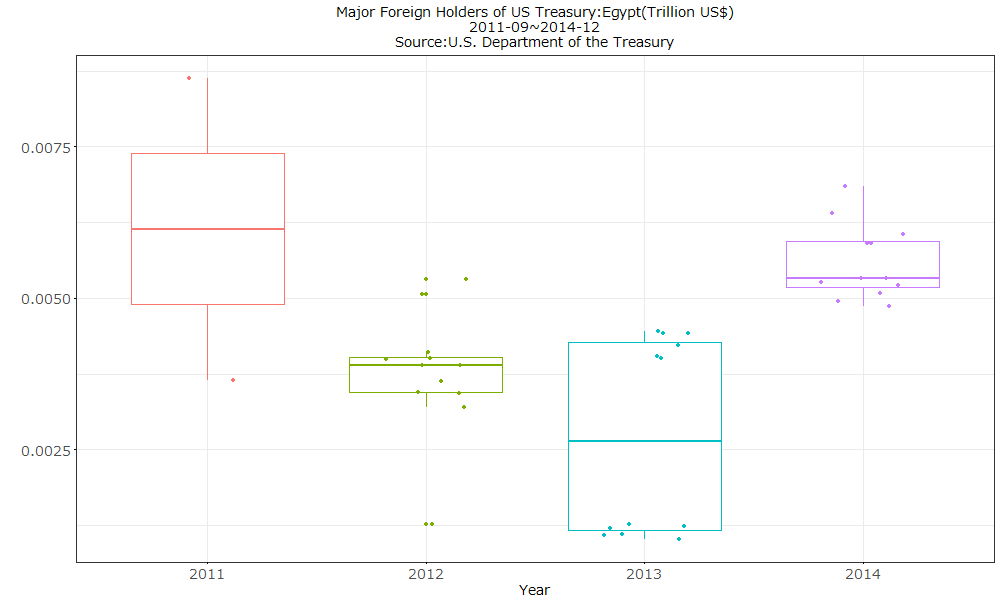 Major Foreign Holders of US Treasury:Egypt(Trillion US$)
2011-09~2014-12
Source:U.S. Department of the Treasury
0.0075
0.0050
0.0025
2011 2012 2013 2014
Year